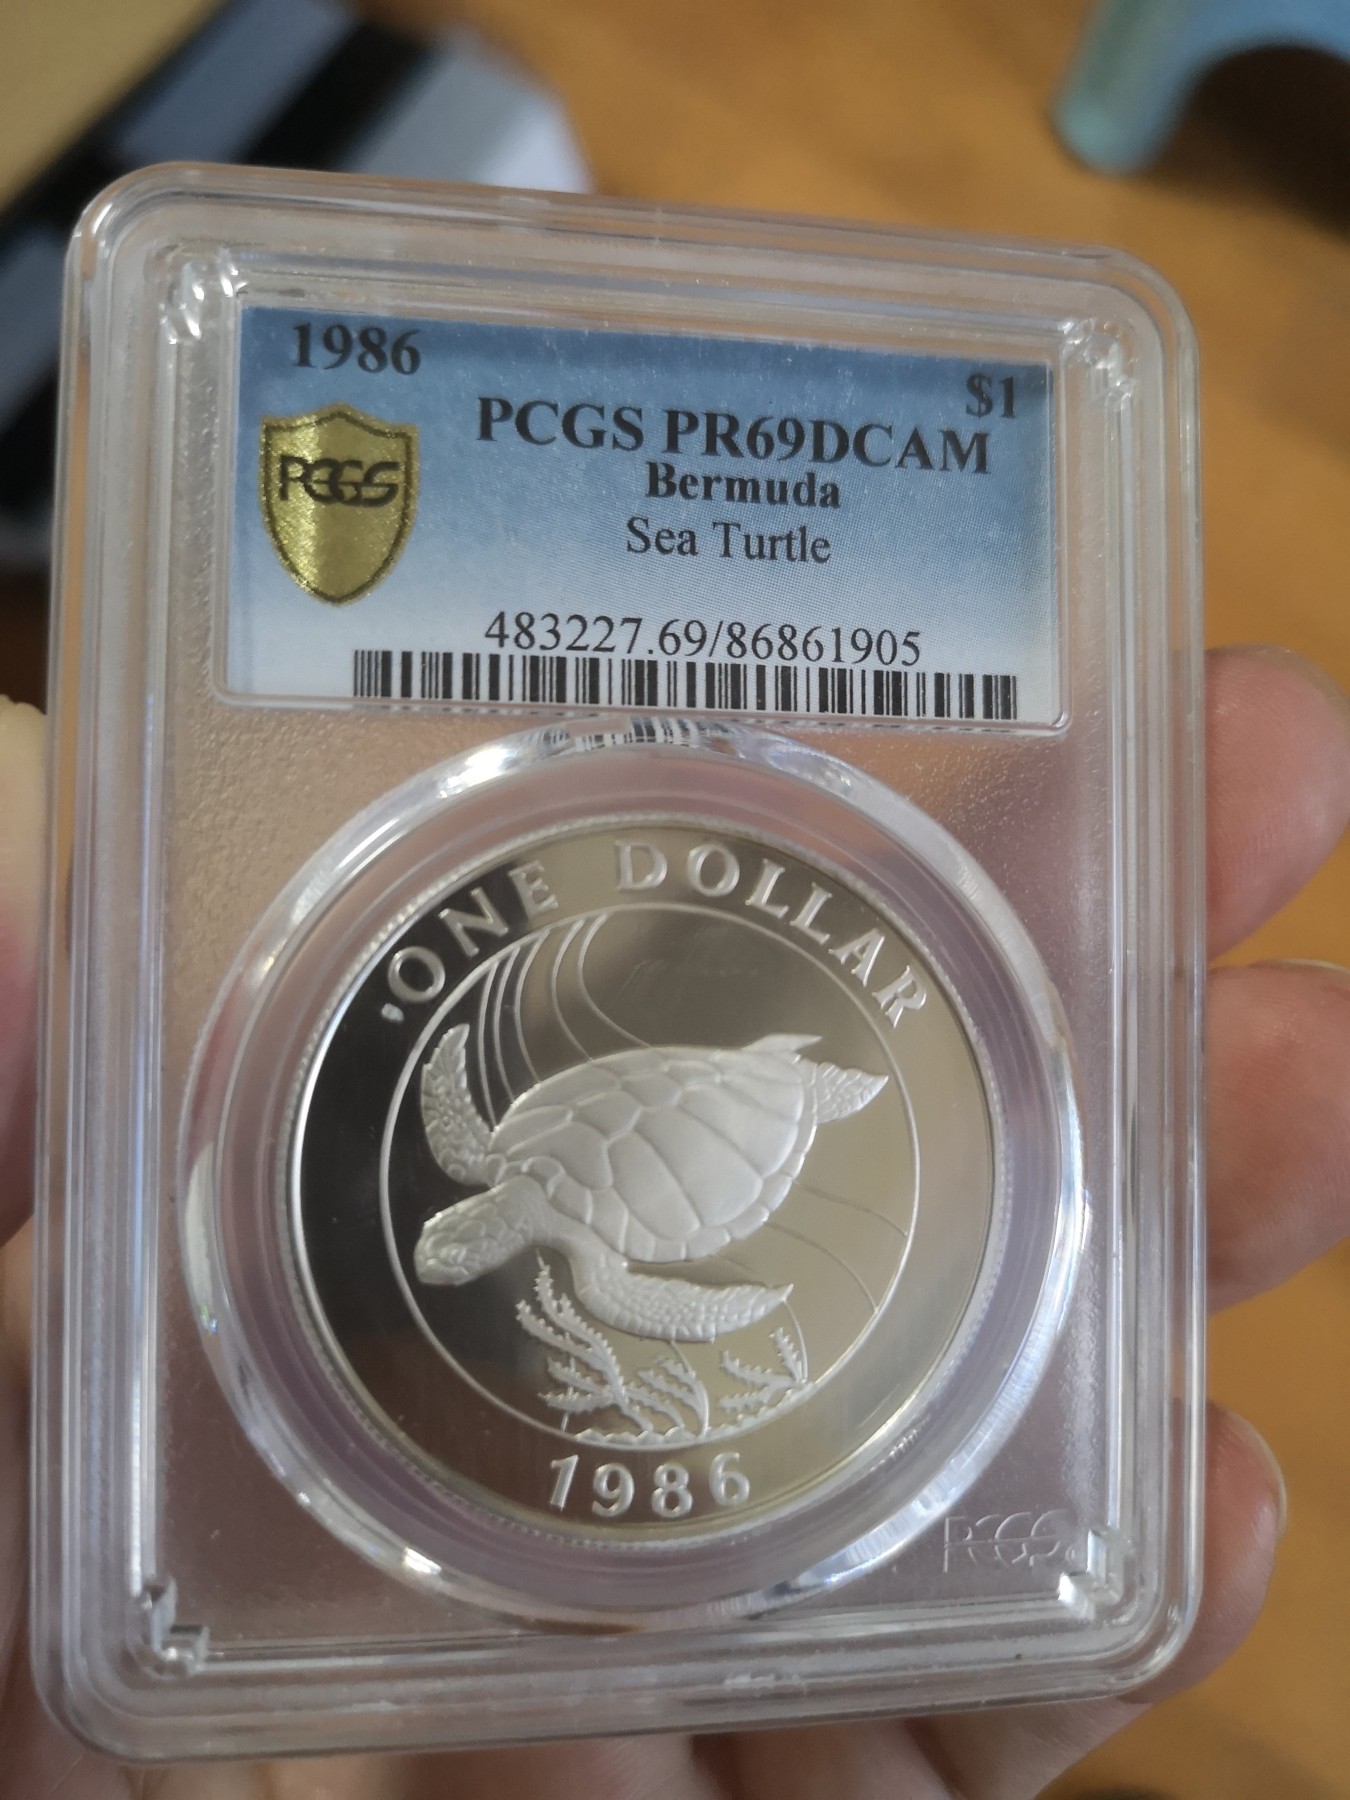 1986
$1
PCGS PR69DCAM
PCGS
Bermuda
Sea Turtle
483227.69/86861905
ONE DOLLAR
1986
PCGS